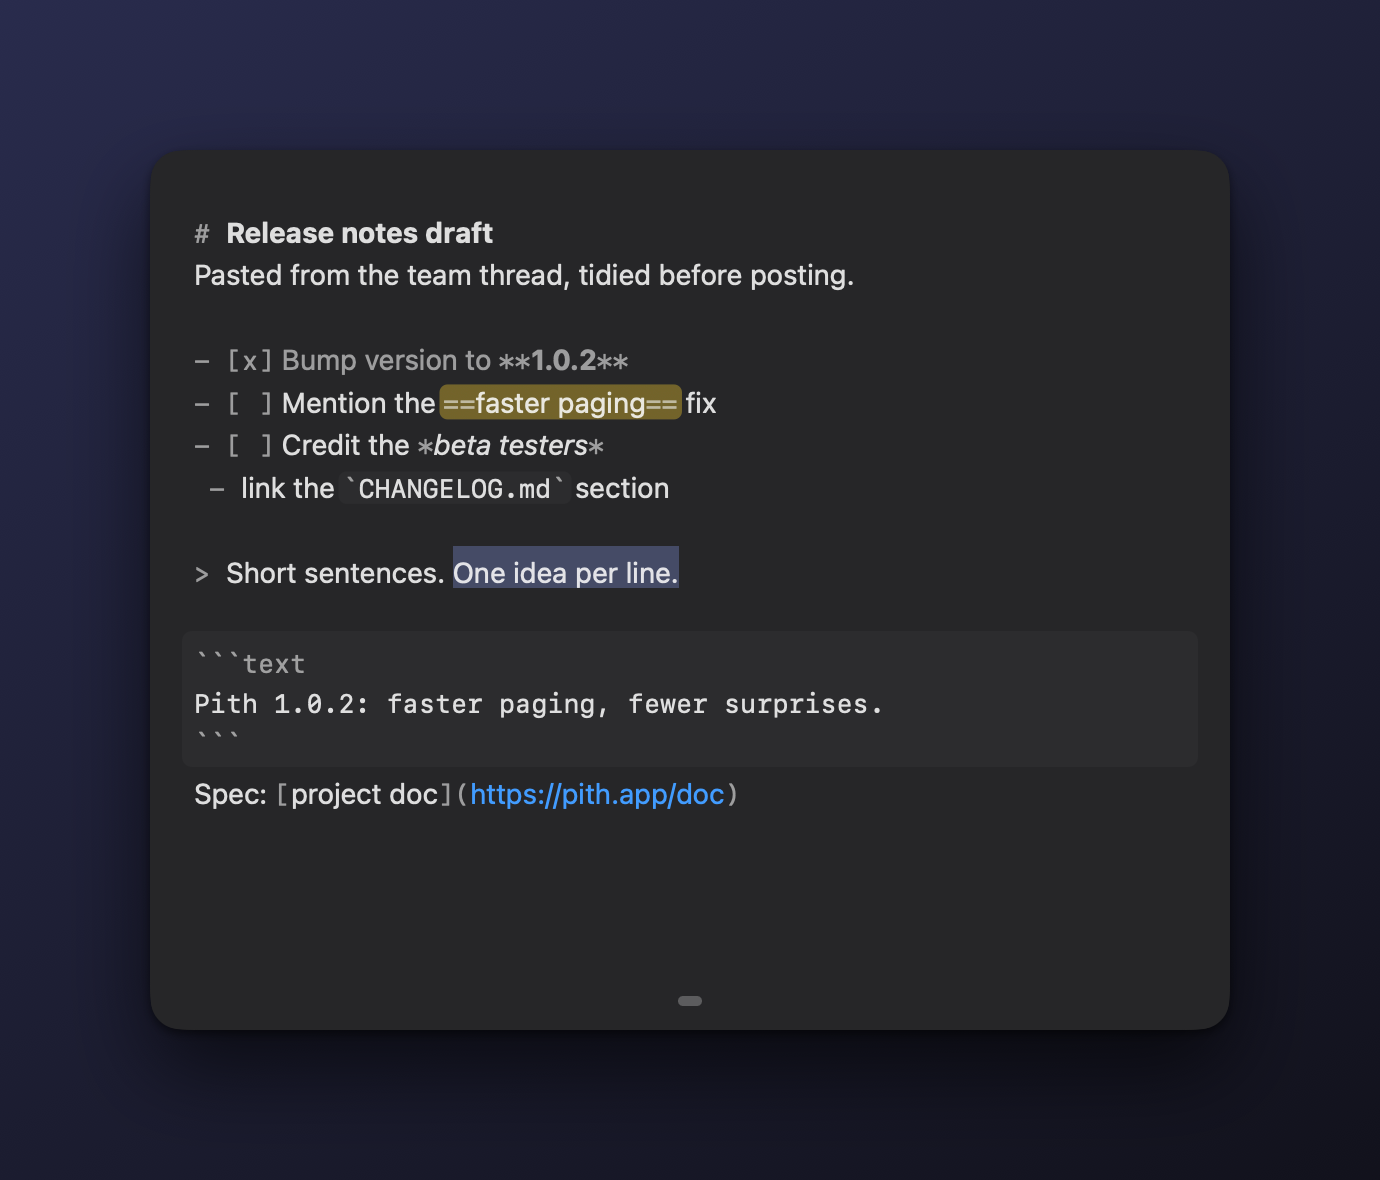 # Release notes draft
Pasted from the team thread, tidied before posting.
– [x] Bump version to **1.0.2**
– [ ] Mention the ==faster paging== fix
– [ ] Credit the *beta testers*
– link the `CHANGELOG.md` section
> Short sentences. One idea per line.
```text
Pith 1.0.2: faster paging, fewer surprises.
```
Spec: [project doc](https://pith.app/doc)